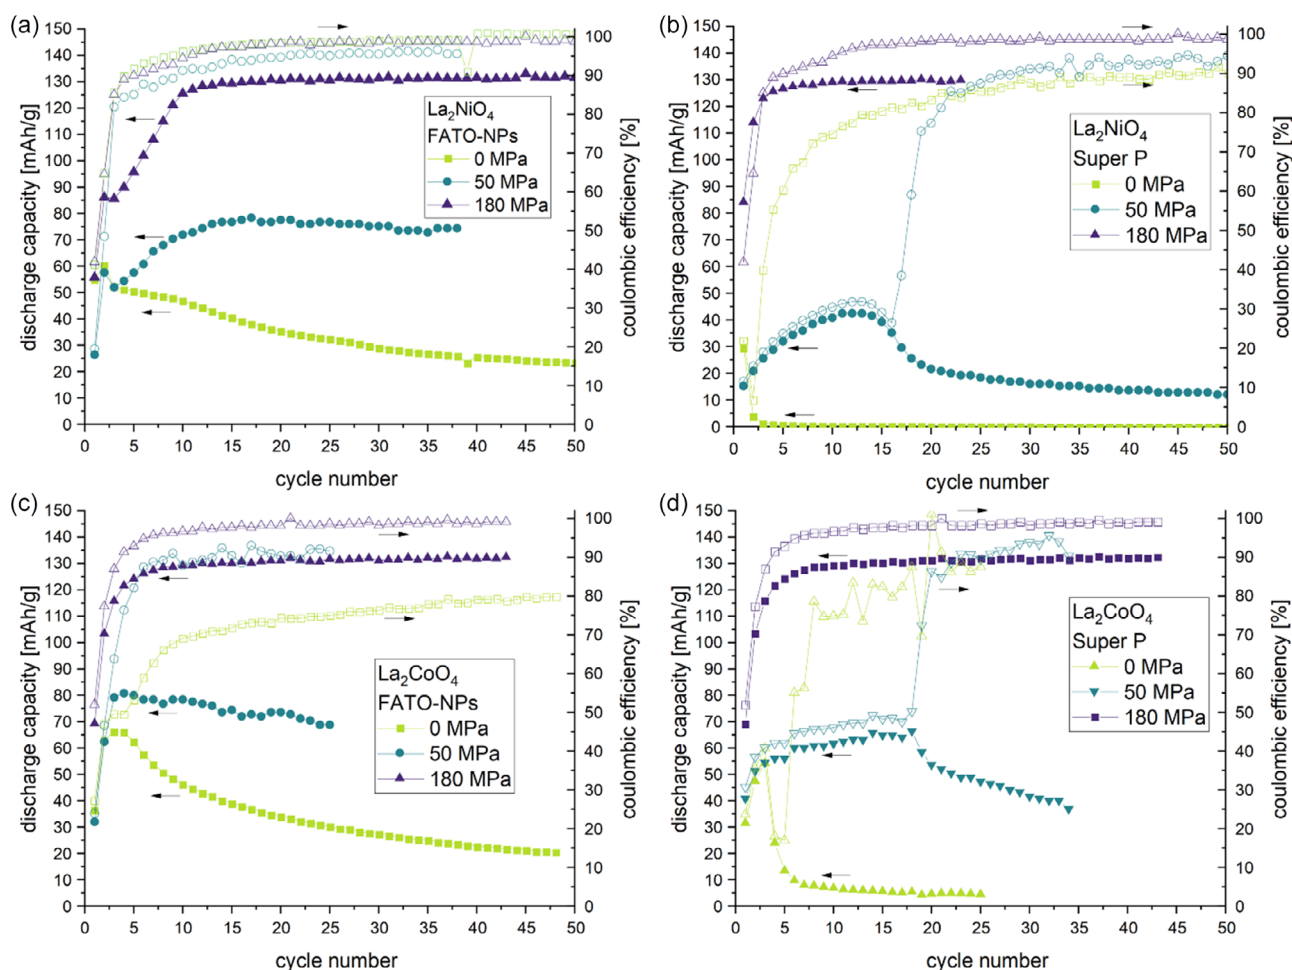 (a)
150
140
130
120
110
100
90
80
70
60
50
40
30
20
10
0
discharge capacity [mAh/g]
0 5 10 15 20 25 30 35 40 45 50
cycle number
100
90
80
70
60
50
40
30
20
10
0
coulombic efficiency [%]
La2NiO4
FATO-NPs
0 MPa
50 MPa
180 MPa
(b)
150
140
130
120
110
100
90
80
70
60
50
40
30
20
10
0
discharge capacity [mAh/g]
0 5 10 15 20 25 30 35 40 45 50
cycle number
100
90
80
70
60
50
40
30
20
10
0
coulombic efficiency [%]
La2NiO4
Super P
0 MPa
50 MPa
180 MPa
(c)
150
140
130
120
110
100
90
80
70
60
50
40
30
20
10
0
discharge capacity [mAh/g]
0 5 10 15 20 25 30 35 40 45 50
cycle number
100
90
80
70
60
50
40
30
20
10
0
coulombic efficiency [%]
La2CoO4
FATO-NPs
0 MPa
50 MPa
180 MPa
(d)
150
140
130
120
110
100
90
80
70
60
50
40
30
20
10
0
discharge capacity [mAh/g]
0 5 10 15 20 25 30 35 40 45 50
cycle number
100
90
80
70
60
50
40
30
20
10
0
coulombic efficiency [%]
La2CoO4
Super P
0 MPa
50 MPa
180 MPa